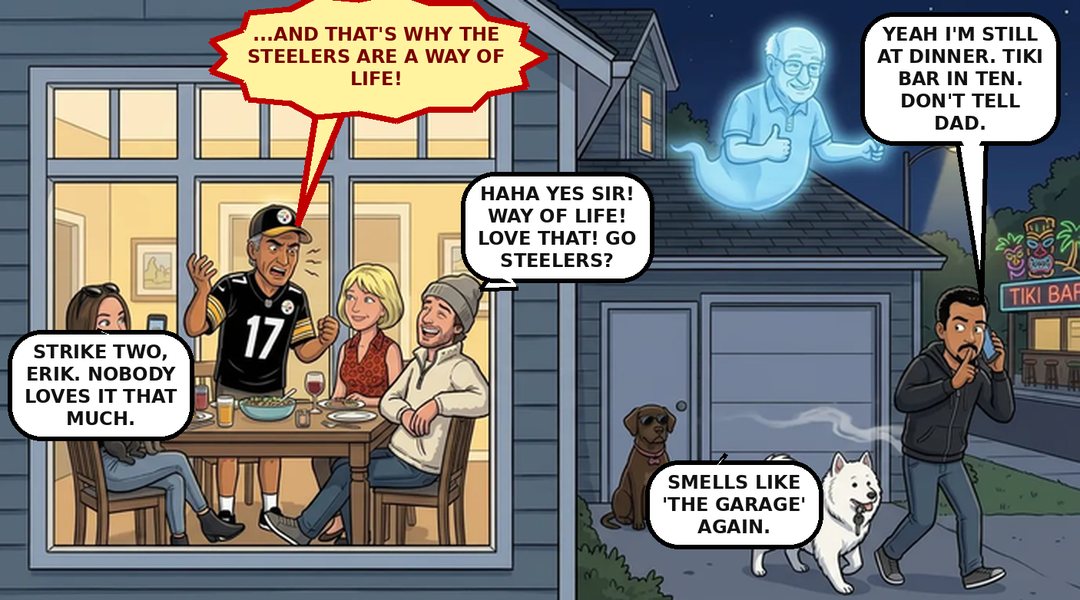 ...AND THAT'S WHY THE
STEELERS ARE A WAY OF
LIFE!
HAHA YES SIR!
WAY OF LIFE!
LOVE THAT! GO
STEELERS?
17
17
STRIKE TWO,
ERIK. NOBODY
LOVES IT THAT
MUCH.
YEAH I'M STILL
AT DINNER. TIKI
BAR IN TEN.
DON'T TELL
DAD.
TIKI BAR
SMELLS LIKE
'THE GARAGE'
AGAIN.